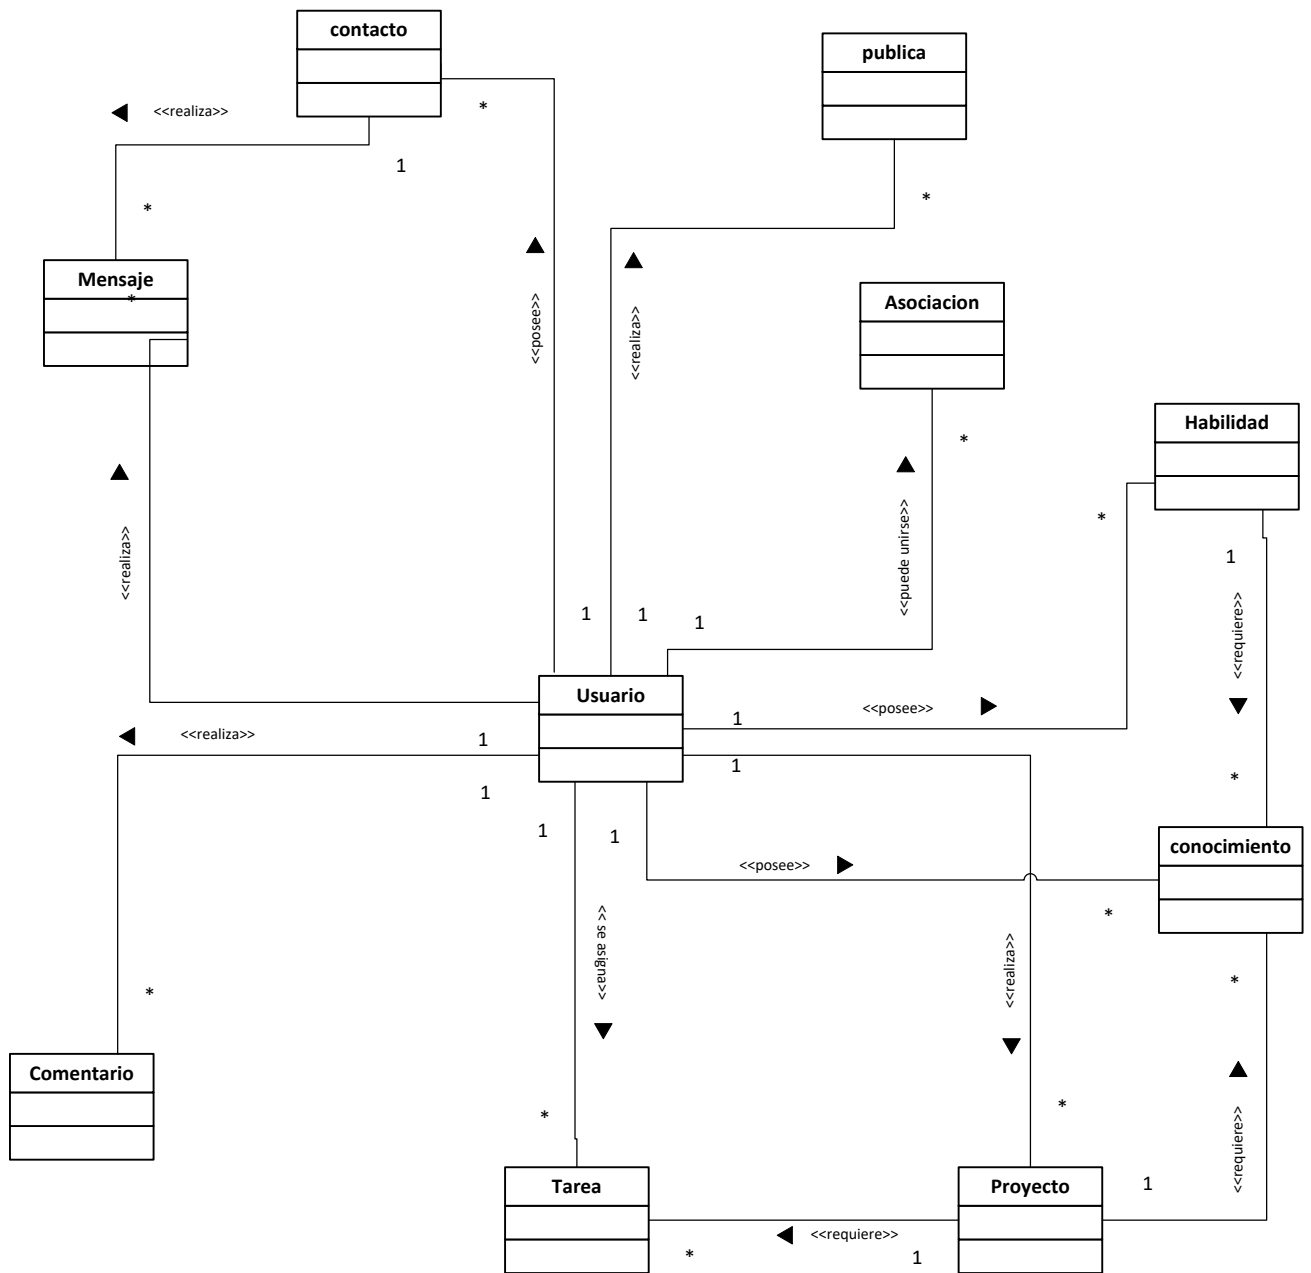 contacto
publica
*
<<realiza>>
1
*
*
Mensaje
*
<<posee>>
<<realiza>>
Asociacion
*
Habilidad
*
<<puede unirse>>
<<realiza>>
1
<<requiere>>
1
1
1
Usuario
<<posee>>
1
<<realiza>>
1
1
*
1
1
1
conocimiento
<<posee>>
*
<< se asigna>>
<<realiza>>
*
*
Comentario
*
*
<<requiere>>
Tarea
Proyecto
1
<<requiere>>
*
1